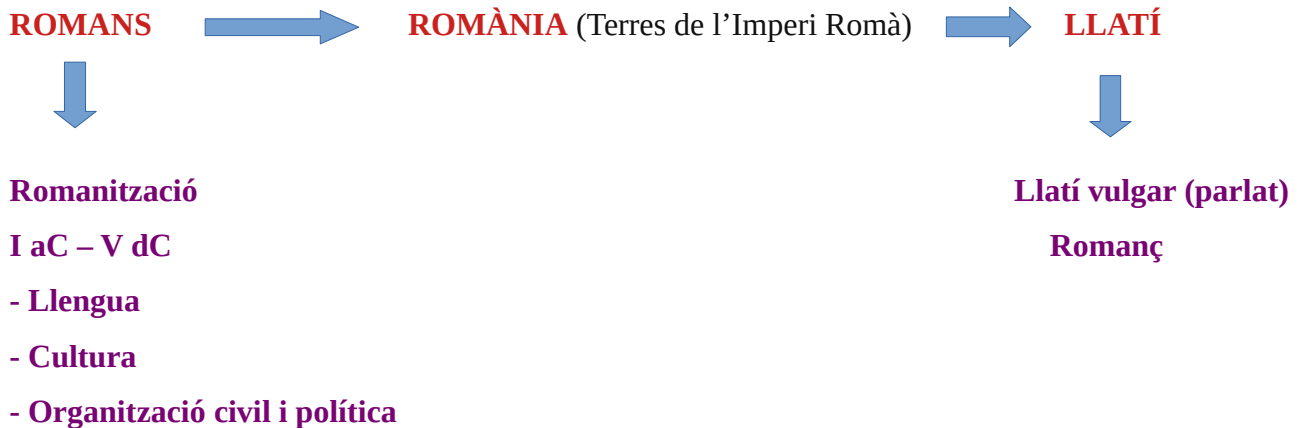 ROMANS ROMÀNIA (Terres de l’Imperi Romà) LLATÍ
Romanització Llatí vulgar (parlat)
I aC – V dC Romanç
- Llengua
- Cultura
- Organització civil i política